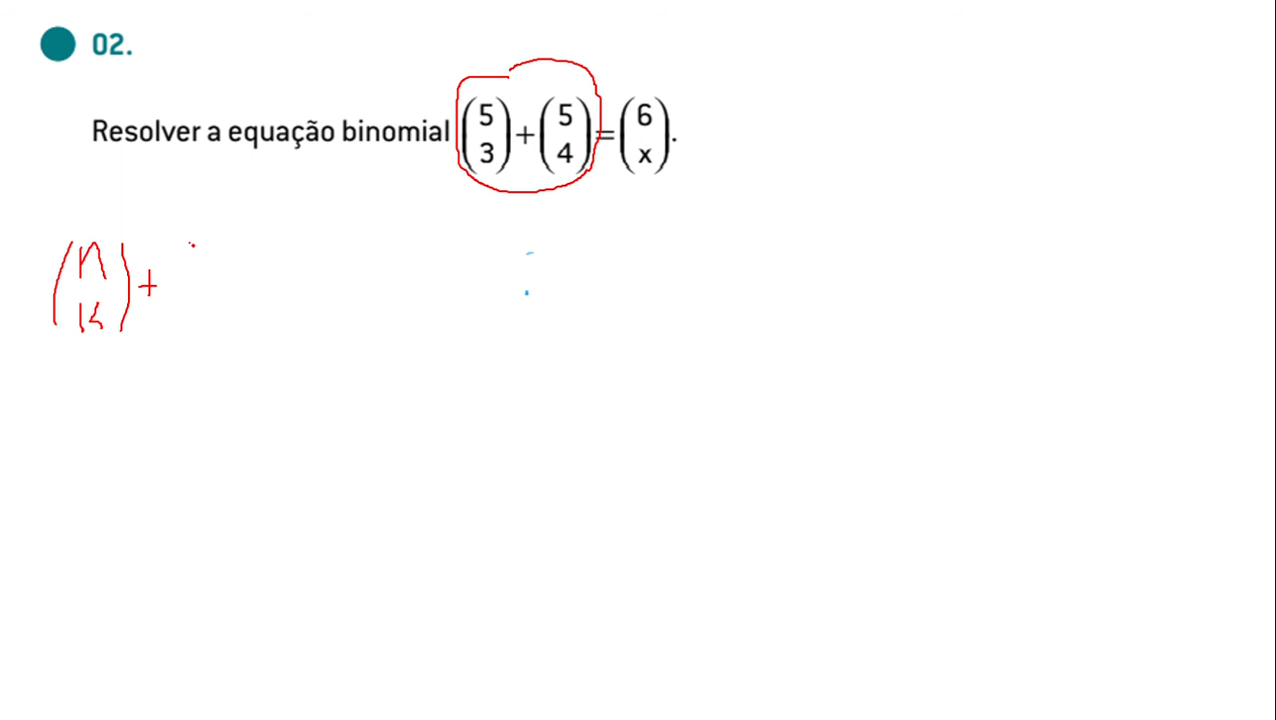 02.
Resolver a equação binomial (5 3) + (5 4) = (6 x).
(n k) +